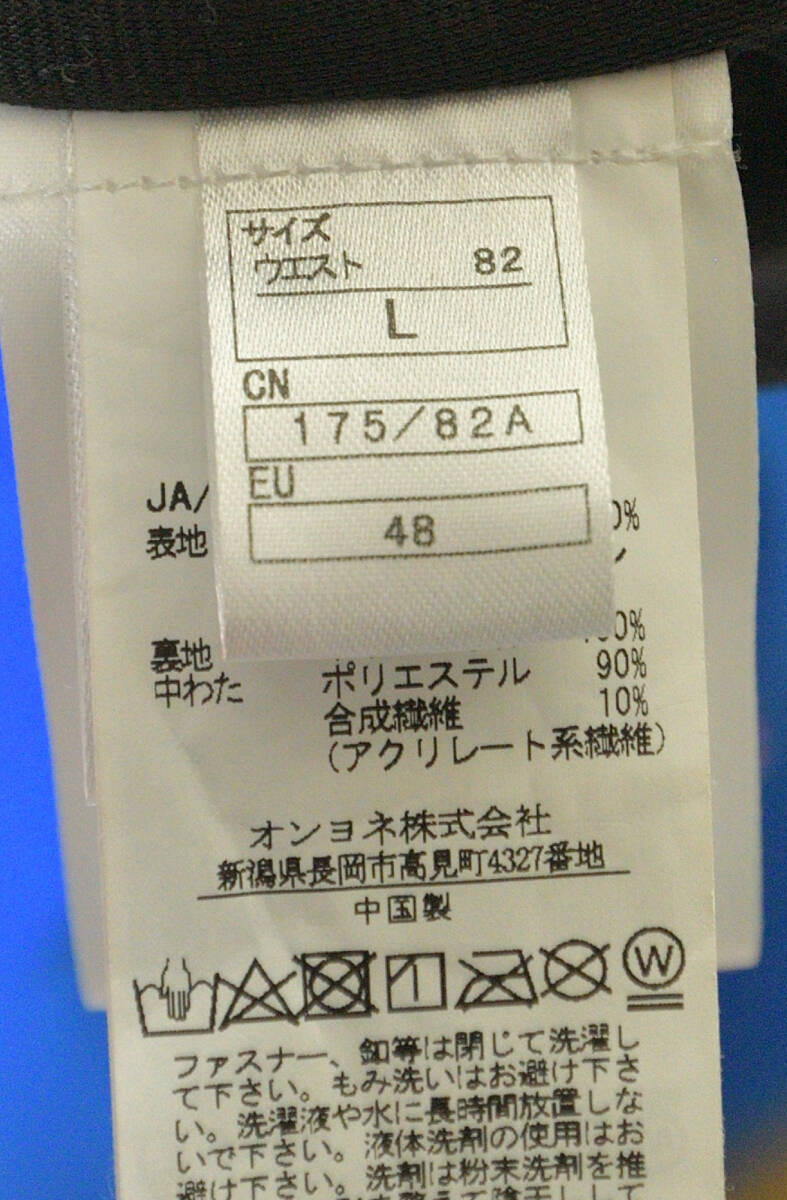 サイズ
ウエスト 82
L
CN
175/82A
EU
48
JA/
表地 0%
ン
裏地 00%
中わた ポリエステル 90%
合成繊維 10%
(アクリレート系繊維)
オンヨネ株式会社
新潟県長岡市高見町4327番地
中国製
W
ファスナー、釦等は閉じて洗濯し
て下さい。もみ洗いはお避け下さ
い。洗濯液や水に長時間放置しな
いで下さい。液体洗剤の使用はお
避け下さい。洗剤は粉末洗剤を推